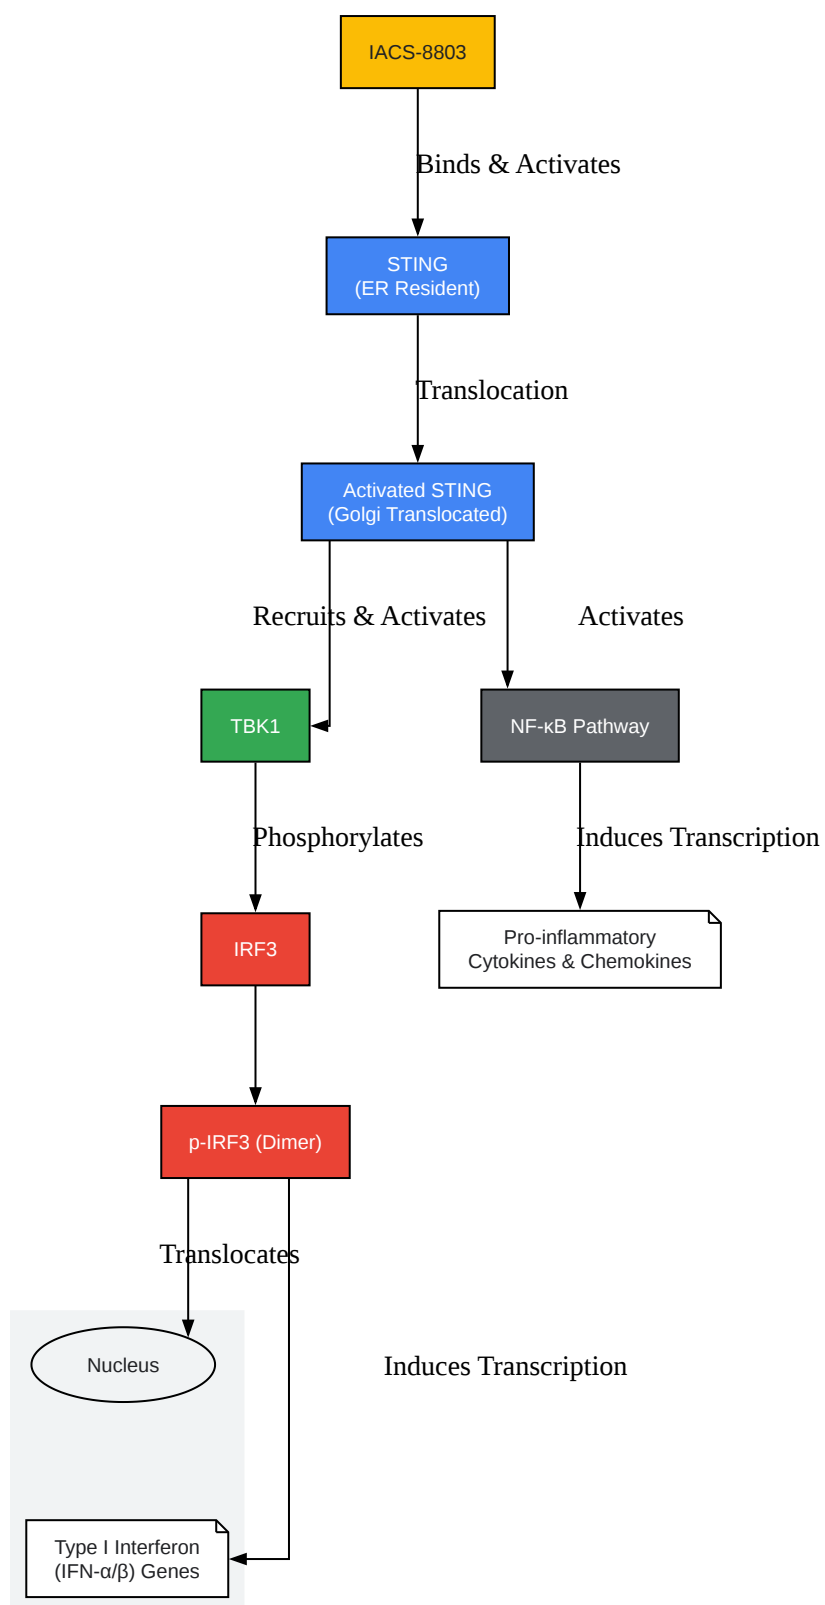 IACS-8803
Binds & Activates
STING
(ER Resident)
Translocation
Activated STING
(Golgi Translocated)
Recruits & Activates
Activates
TBK1
NF-κB Pathway
Phosphorylates
Induces Transcription
IRF3
Pro-inflammatory
Cytokines & Chemokines
p-IRF3 (Dimer)
Translocates
Nucleus
Induces Transcription
Type I Interferon
(IFN-α/β) Genes